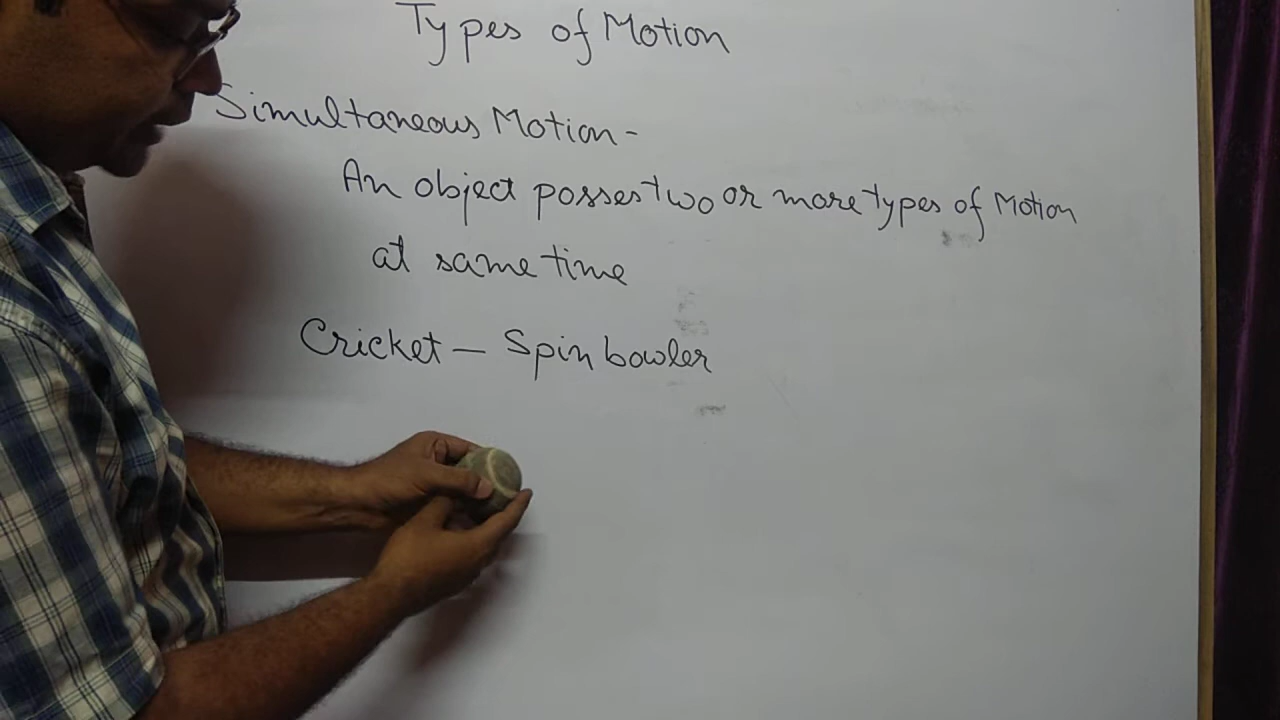 Types of Motion
Simultaneous Motion -
An object posses two or more types of Motion
at same time
Cricket - Spin bowler